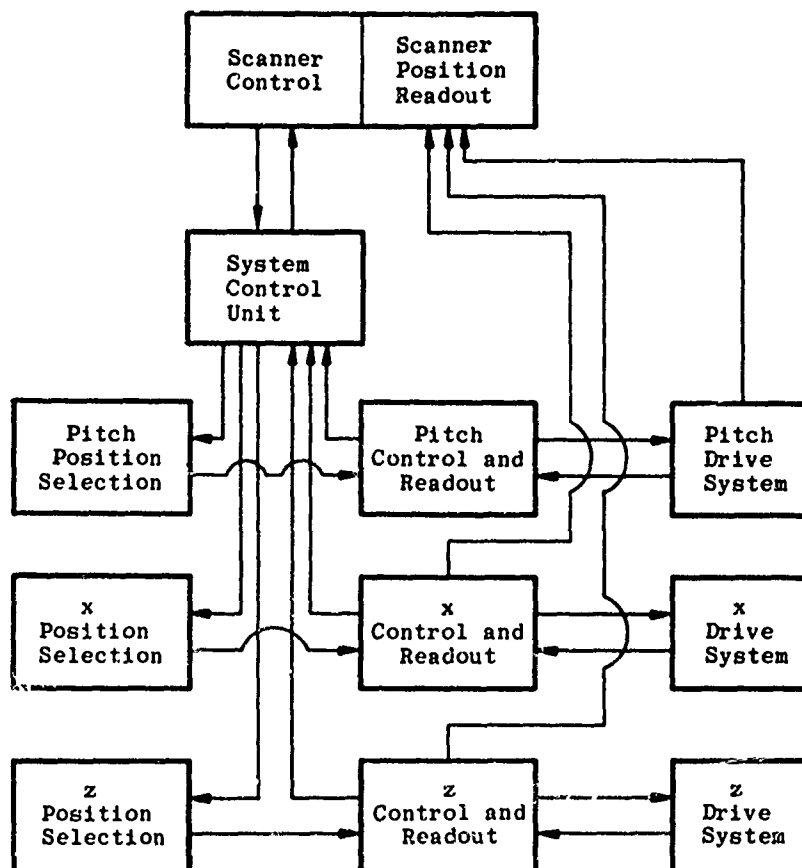 Scanner
Control
Scanner
Position
Readout
System
Control
Unit
Pitch
Position
Selection
Pitch
Control and
Readout
Pitch
Drive
System
x
Position
Selection
x
Control and
Readout
x
Drive
System
z
Position
Selection
z
Control and
Readout
z
Drive
System